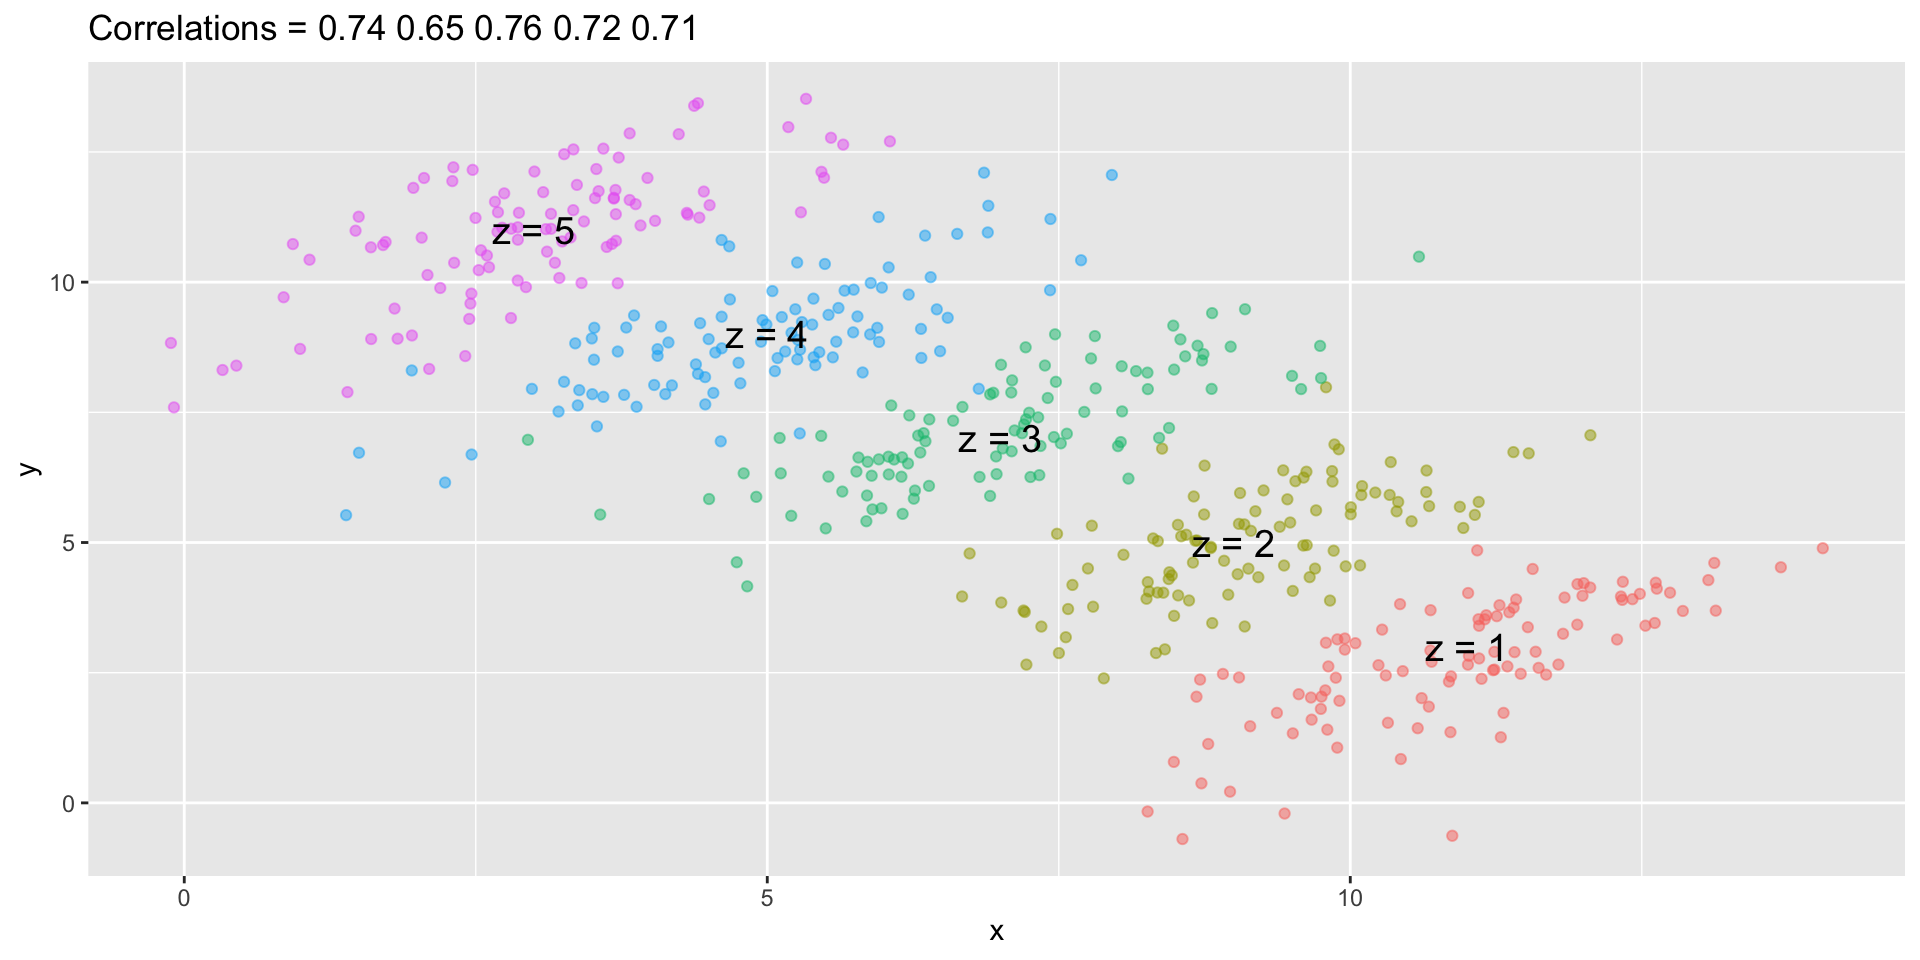 Correlations = 0.74 0.65 0.76 0.72 0.71
z = 5
z = 4
z = 3
z = 2
z = 1
10
5
0
y
0
5
10
x